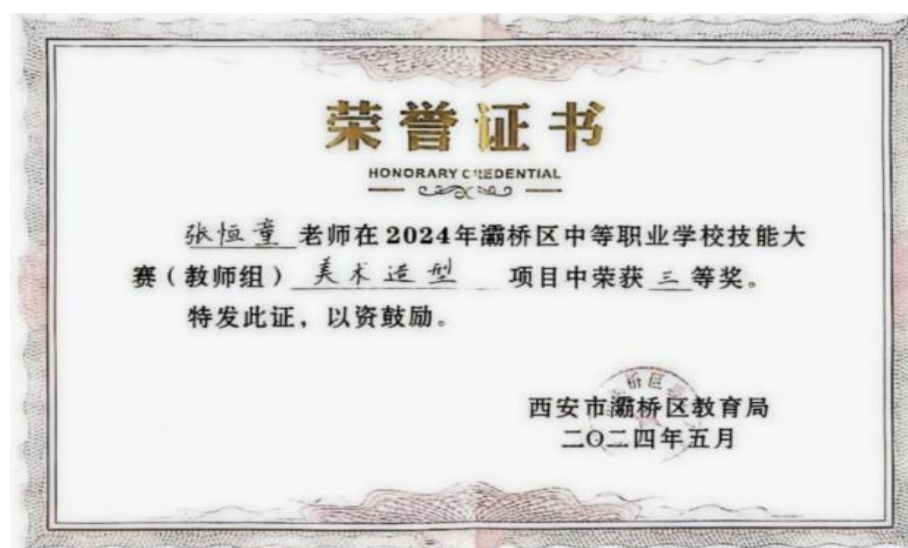 荣誉证书
HONORARY CREDENTIAL
张恒童 老师在2024年灞桥区中等职业学校技能大
赛(教师组) 美术造型 项目中荣获 三 等奖。
特发此证，以资鼓励。
西安市灞桥区教育局
二〇二四年五月